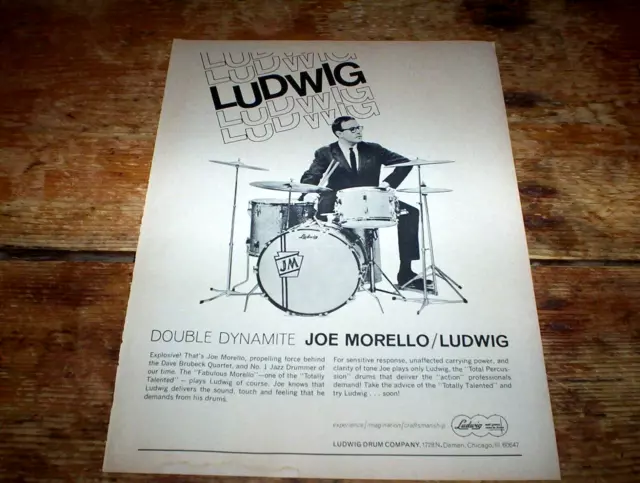 LUDWIG
LUDWIG
LUDWIG
LUDWIG
LUDWIG
Ludwig
JM
DOUBLE DYNAMITE JOE MORELLO/LUDWIG
Explosive! That's Joe Morello, propelling force behind
the Dave Brubeck Quartet, and No. 1 Jazz Drummer of
our time. The "Fabulous Morello"—one of the "Totally
Talented" — plays Ludwig of course. Joe knows that
Ludwig delivers the sound, touch and feeling that he
demands from his drums.
For sensitive response, unaffected carrying power, and
clarity of tone Joe plays only Ludwig, the "Total Percus-
sion" drums that deliver the "action" professionals
demand! Take the advice of the "Totally Talented" and
try Ludwig . . . soon!
experience/imagination/craftsmanship
Ludwig
LUDWIG DRUM COMPANY, 1728 N. Damen, Chicago, Ill. 60647